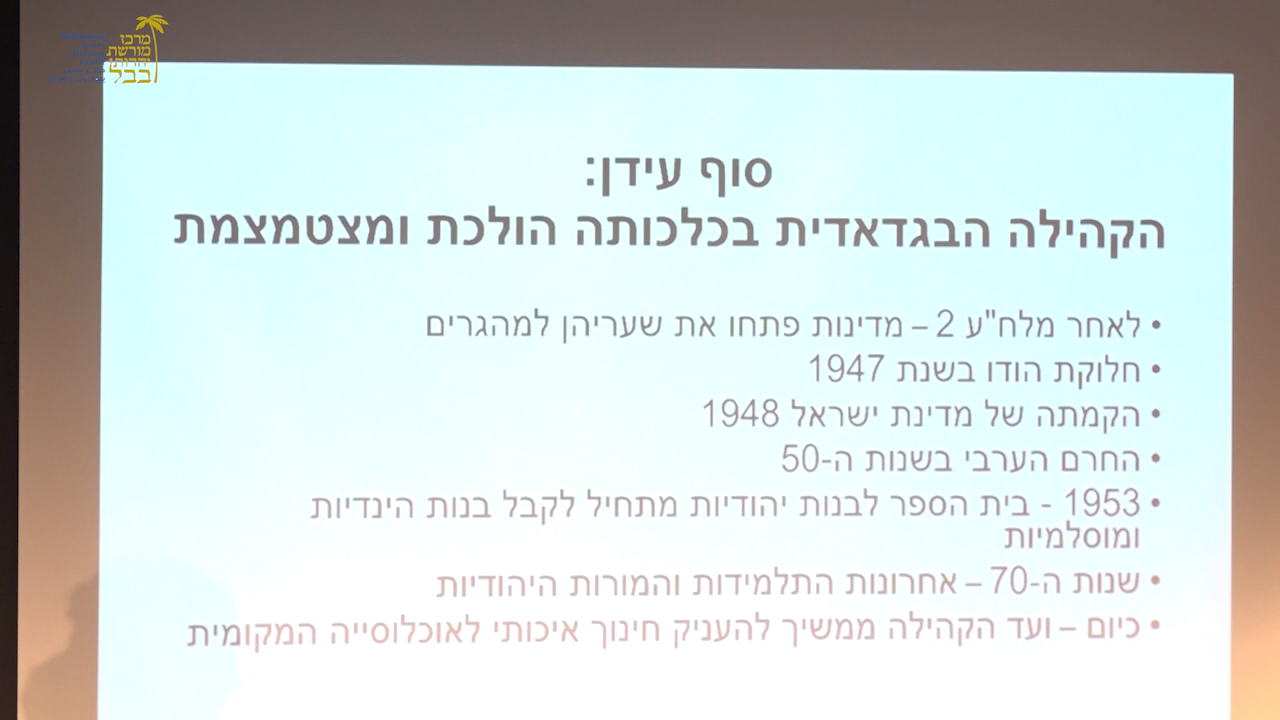 מרכז
מורשת
יהדות
בבל
סוף עידן:
הקהילה הבגדאדית בכלכותה הולכת ומצטמצמת
• לאחר מלח"ע 2 – מדינות פתחו את שעריהן למהגרים
• חלוקת הודו בשנת 1947
• הקמתה של מדינת ישראל 1948
• החרם הערבי בשנות ה-50
• 1953 - בית הספר לבנות יהודיות מתחיל לקבל בנות הינדיות
ומוסלמיות
• שנות ה-70 – אחרונות התלמידות והמורות היהודיות
• כיום – ועד הקהילה ממשיך להעניק חינוך איכותי לאוכלוסייה המקומית